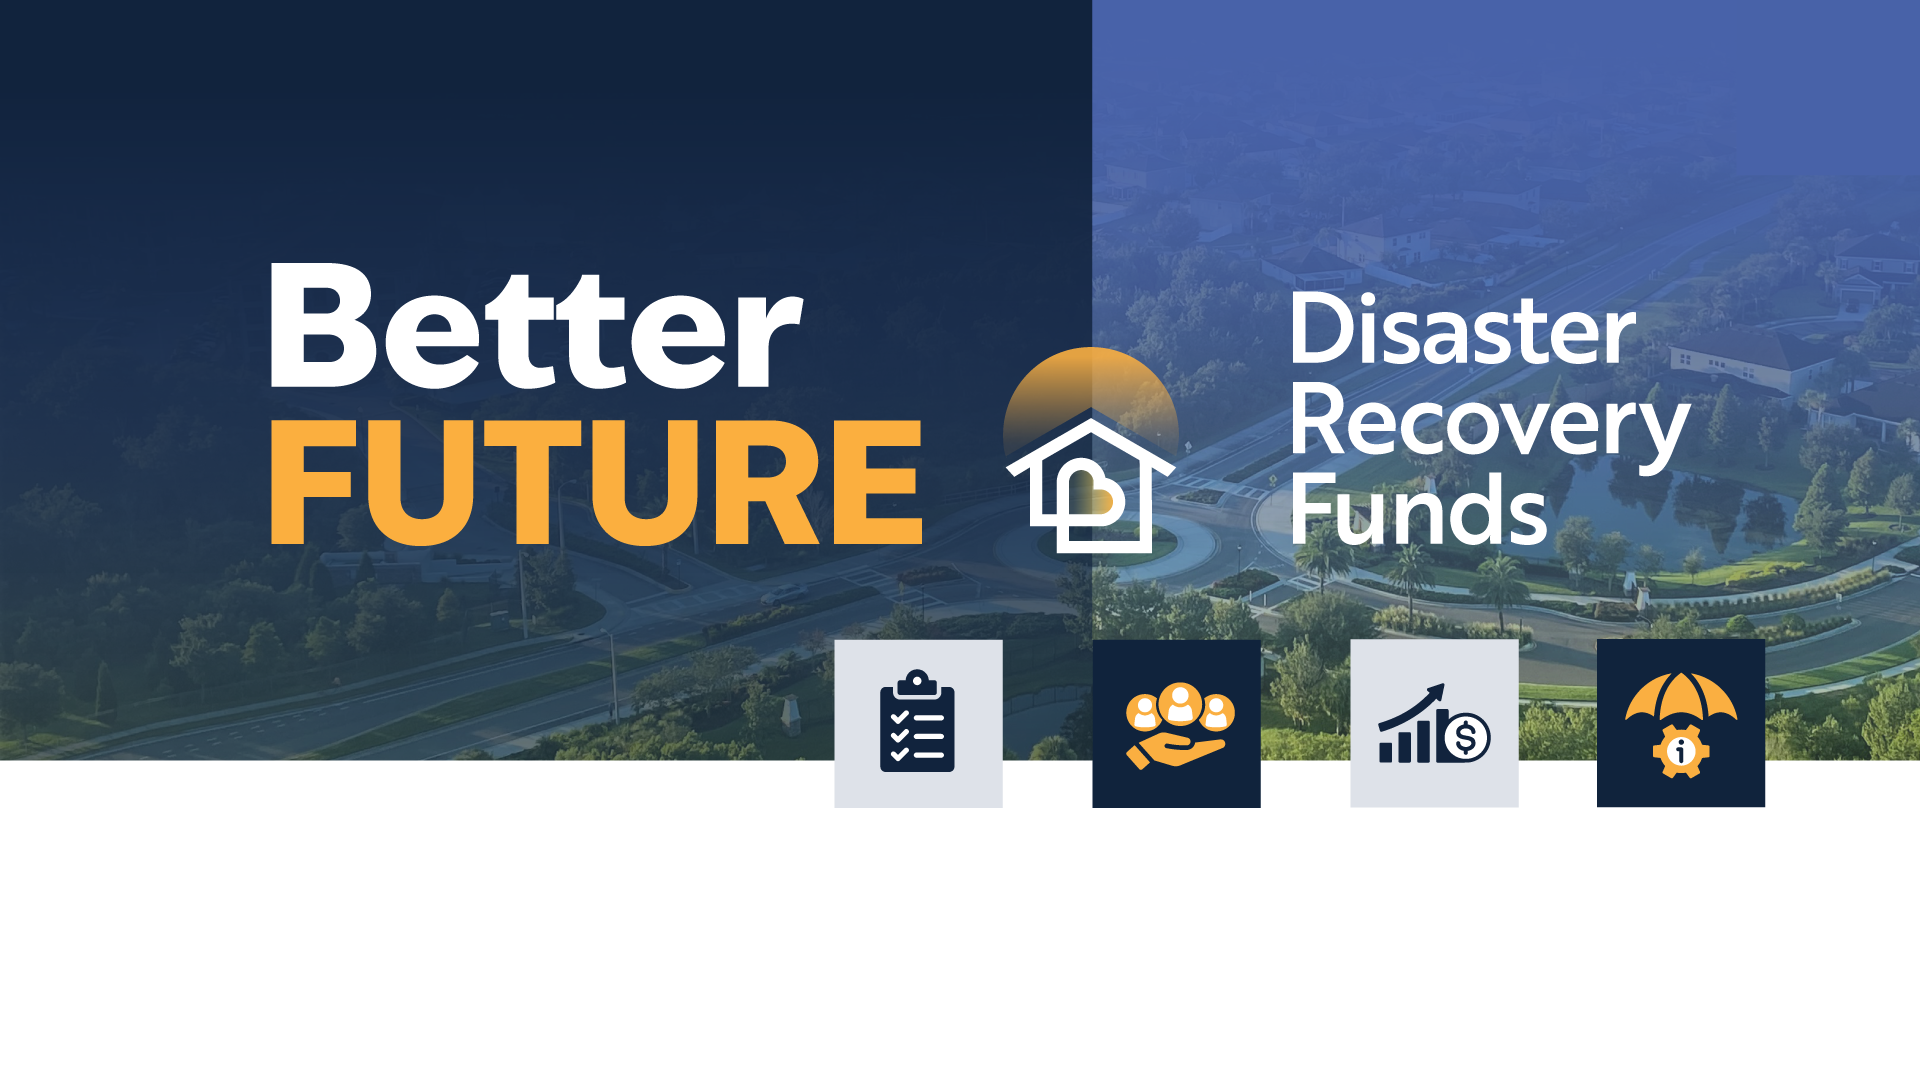 Better
FUTURE
Disaster
Recovery
Funds
$
i